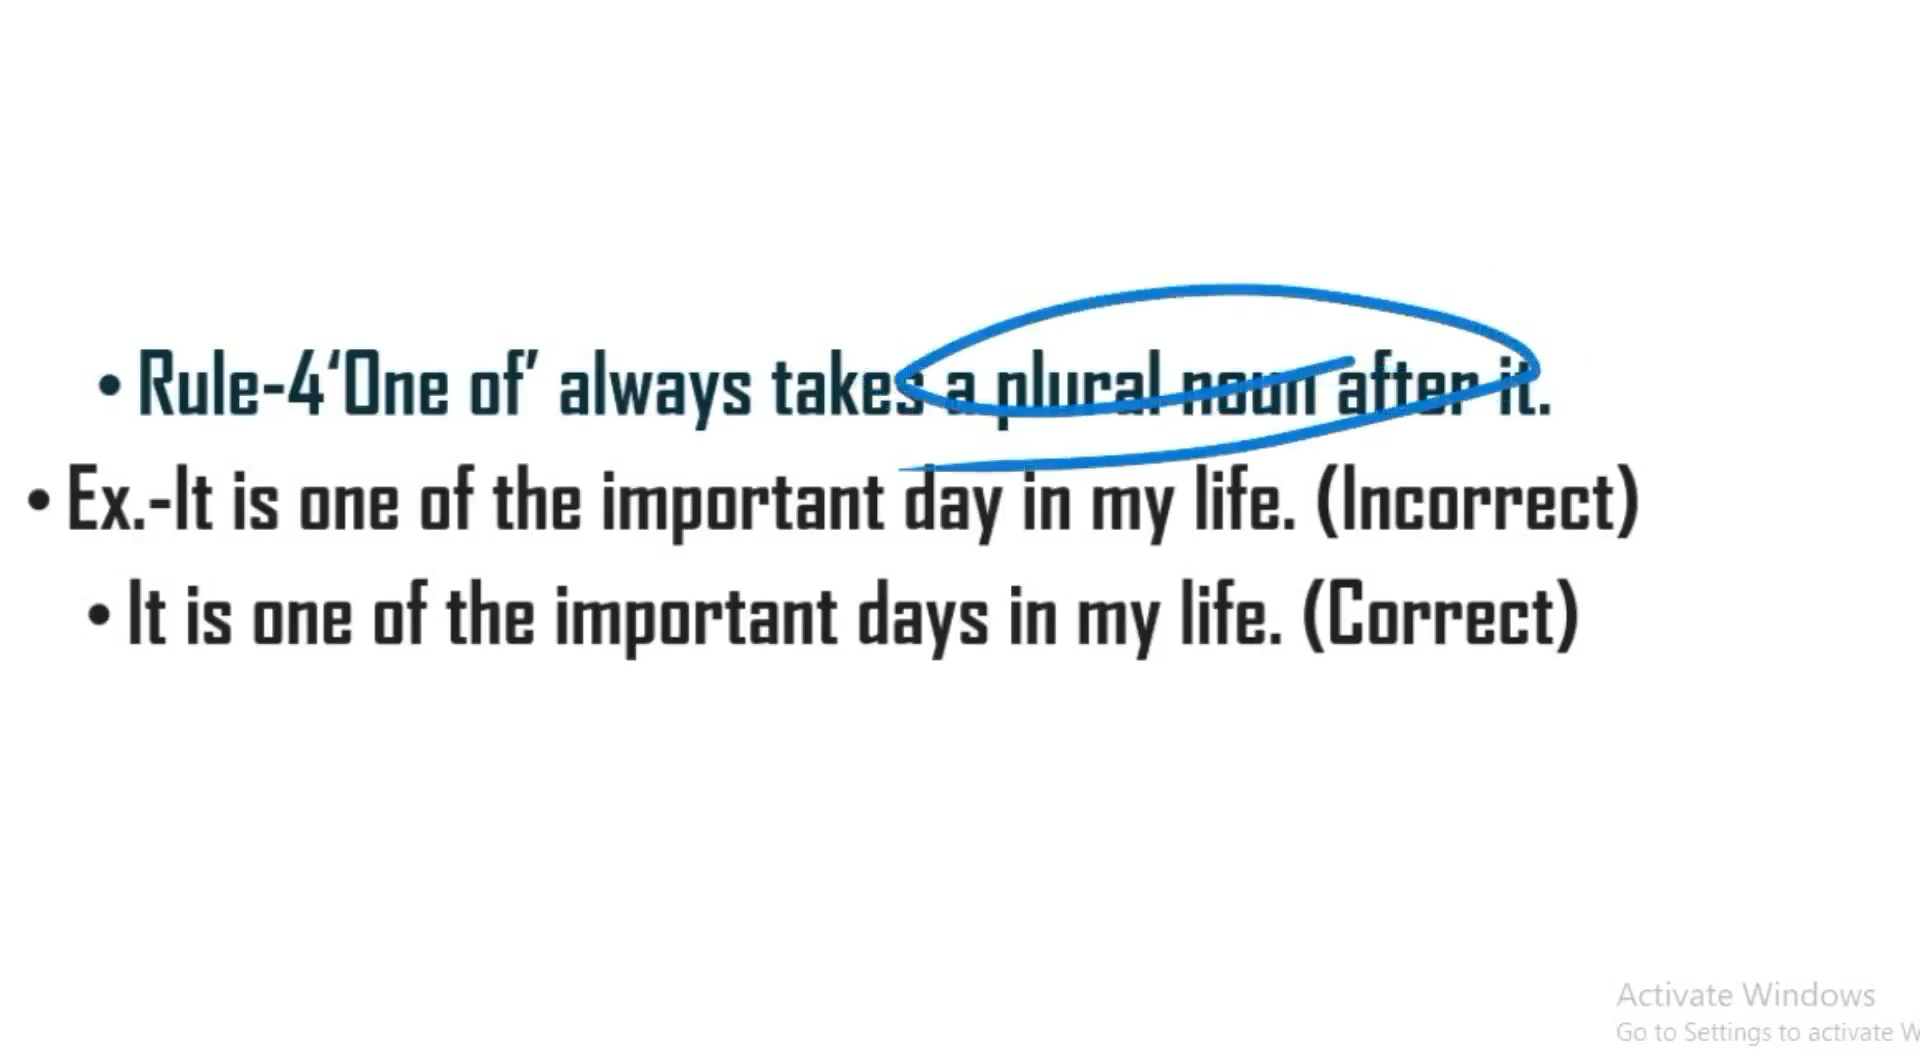 • Rule-4‘One of’ always takes a plural noun after it.
• Ex.-It is one of the important day in my life. (Incorrect)
• It is one of the important days in my life. (Correct)
Activate Windows
Go to Settings to activate W